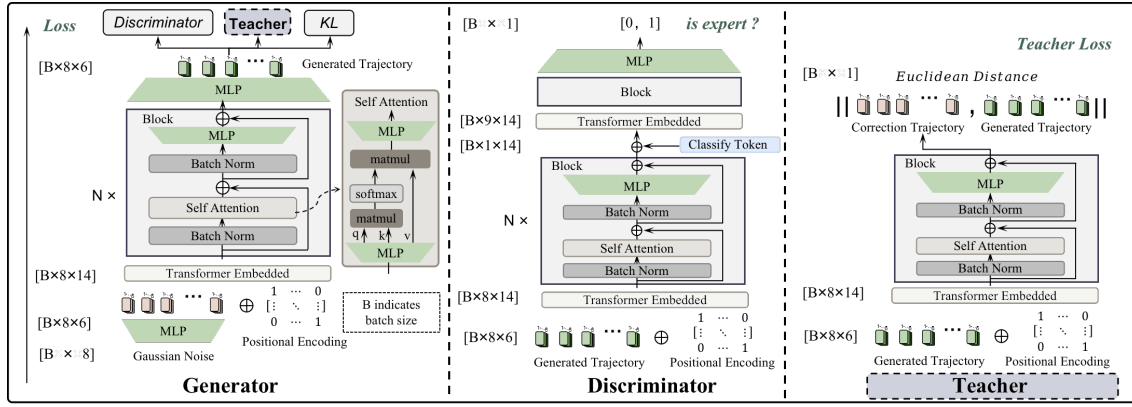 Loss
Discriminator
Teacher
KL
[B×8×6]
Generated Trajectory
MLP
Block
MLP
Batch Norm
N ×
Self Attention
Batch Norm
Self Attention
MLP
matmul
softmax
matmul
q k v
MLP
[B×8×14]
Transformer Embedded
[B×8×6]
⊕
1 ⋯ 0
[⋮ ⋱ ⋮]
0 ⋯ 1
MLP
Positional Encoding
[B × 8]
Gaussian Noise
B indicates
batch size
Generator
[B × 1]
[0, 1]
is expert ?
MLP
Block
[B×9×14]
Transformer Embedded
[B×1×14]
Classify Token
Block
MLP
N ×
Batch Norm
Self Attention
Batch Norm
[B×8×14]
Transformer Embedded
[B×8×6]
⊕
1 ⋯ 0
[⋮ ⋱ ⋮]
0 ⋯ 1
Generated Trajectory
Positional Encoding
Discriminator
Teacher Loss
[B × 1]
Euclidean Distance
|| , ||
Correction Trajectory
Generated Trajectory
Block
MLP
Batch Norm
Self Attention
Batch Norm
[B×8×14]
Transformer Embedded
[B×8×6]
⊕
1 ⋯ 0
[⋮ ⋱ ⋮]
0 ⋯ 1
Generated Trajectory
Positional Encoding
Teacher